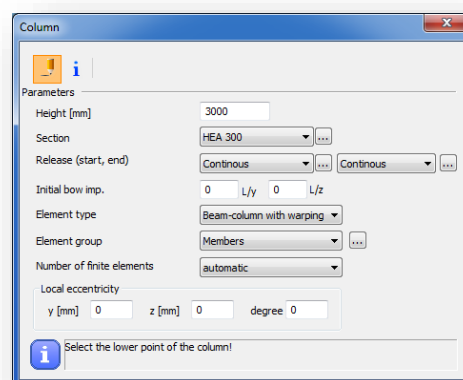 Column
Parameters
Height [mm] 3000
Section HEA 300 ...
Release (start, end) Continous ... Continous ...
Initial bow imp. 0 L/y 0 L/z
Element type Beam-column with warping
Element group Members ...
Number of finite elements automatic
Local eccentricity
y [mm] 0 z [mm] 0 degree 0
Select the lower point of the column!